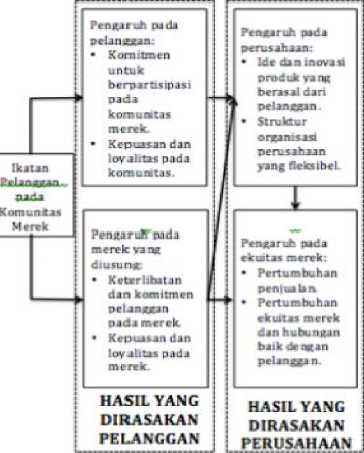 Ikatan
Pelanggan
pada
Komunitas
Merek
Pengaruh pada
pelanggan:
• Komitmen
untuk
berpartisipasi
pada
komunitas
merek.
• Kepuasan dan
loyalitas pada
komunitas.
Pengaruh pada
merek yang
diusung:
• Keterlibatan
dan komitmen
pelanggan
pada merek.
• Kepuasan dan
loyalitas pada
merek.
HASIL YANG
DIRASAKAN
PELANGGAN
Pengaruh pada
perusahaan:
• Ide dan inovasi
produk yang
berasal dari
pelanggan.
• Struktur
organisasi
perusahaan
yang fleksibel.
Pengaruh pada
ekuitas merek:
• Pertumbuhan
penjualan.
• Pertumbuhan
ekuitas merek
dan hubungan
baik dengan
pelanggan.
HASIL YANG
DIRASAKAN
PERUSAHAAN